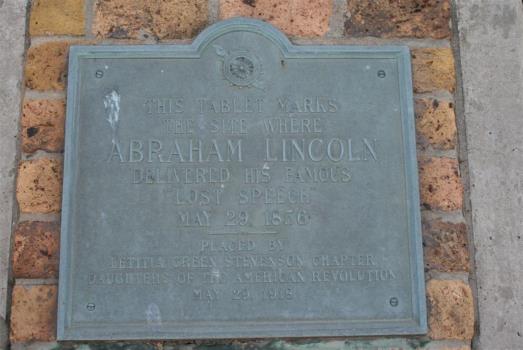 THIS TABLET MARKS
THE SITE WHERE
ABRAHAM LINCOLN
DELIVERED HIS FAMOUS
"LOST SPEECH"
MAY 29, 1856
PLACED BY
LETITIA GREEN STEVENSON CHAPTER
DAUGHTERS OF THE AMERICAN REVOLUTION
MAY 29